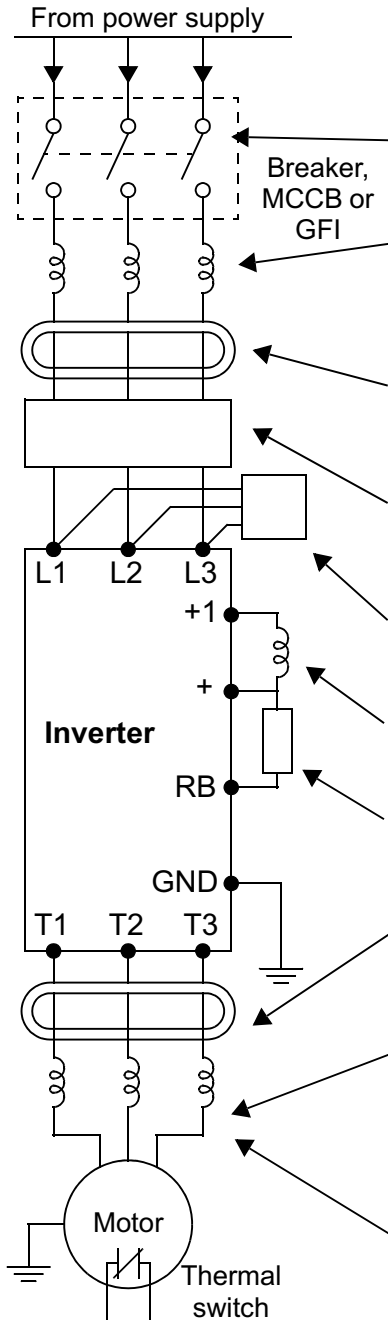 From power supply
Breaker,
MCCB or
GFI
L1 L2 L3
+1
+
Inverter
RB
GND
T1 T2 T3
Motor
Thermal
switch